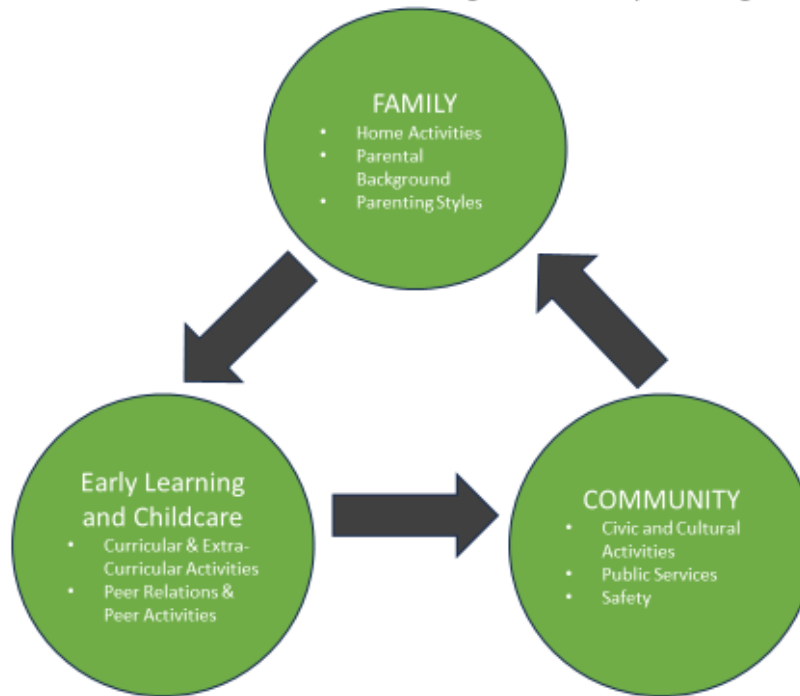 FAMILY
• Home Activities
• Parental
Background
• Parenting Styles
Early Learning
and Childcare
• Curricular & Extra-
Curricular Activities
• Peer Relations &
Peer Activities
COMMUNITY
• Civic and Cultural
Activities
• Public Services
• Safety